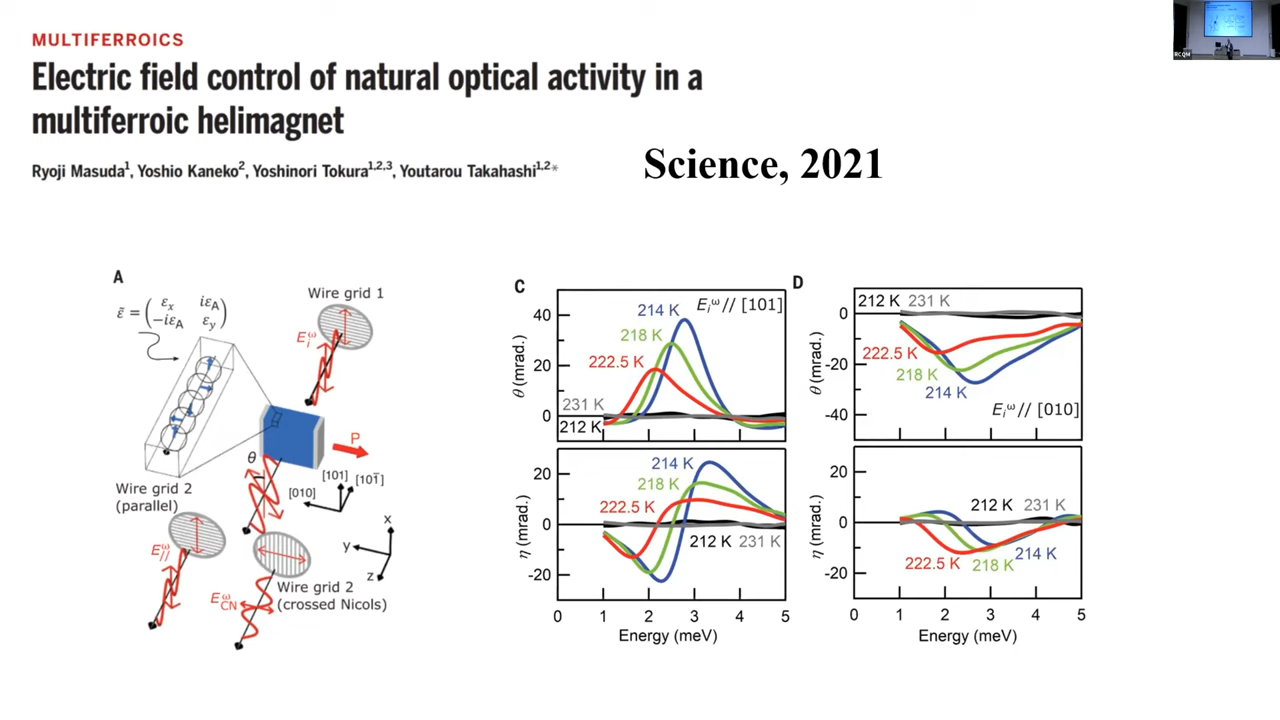 MULTIFERROICS
Electric field control of natural optical activity in a
multiferroic helimagnet
Ryoji Masuda¹, Yoshio Kaneko², Yoshinori Tokura¹,²,³, Youtarou Takahashi¹,²*
Science, 2021
RCQM
A
ε̃ = ( εx iεA
−iεA εy )
Wire grid 1
Eiω
P
θ
[101]
[101̄]
[010]
Wire grid 2
(parallel)
E//ω
x
y
z
Wire grid 2
(crossed Nicols)
ECNω
C
Eiω // [101]
214 K
218 K
222.5 K
231 K
212 K
θ (mrad.)
40
20
0
214 K
218 K
222.5 K
212 K 231 K
η (mrad.)
20
0
-20
0 1 2 3 4 5
Energy (meV)
D
212 K 231 K
222.5 K
218 K
214 K
Eiω // [010]
θ (mrad.)
0
-20
-40
212 K 231 K
222.5 K 218 K 214 K
η (mrad.)
20
0
-20
0 1 2 3 4 5
Energy (meV)